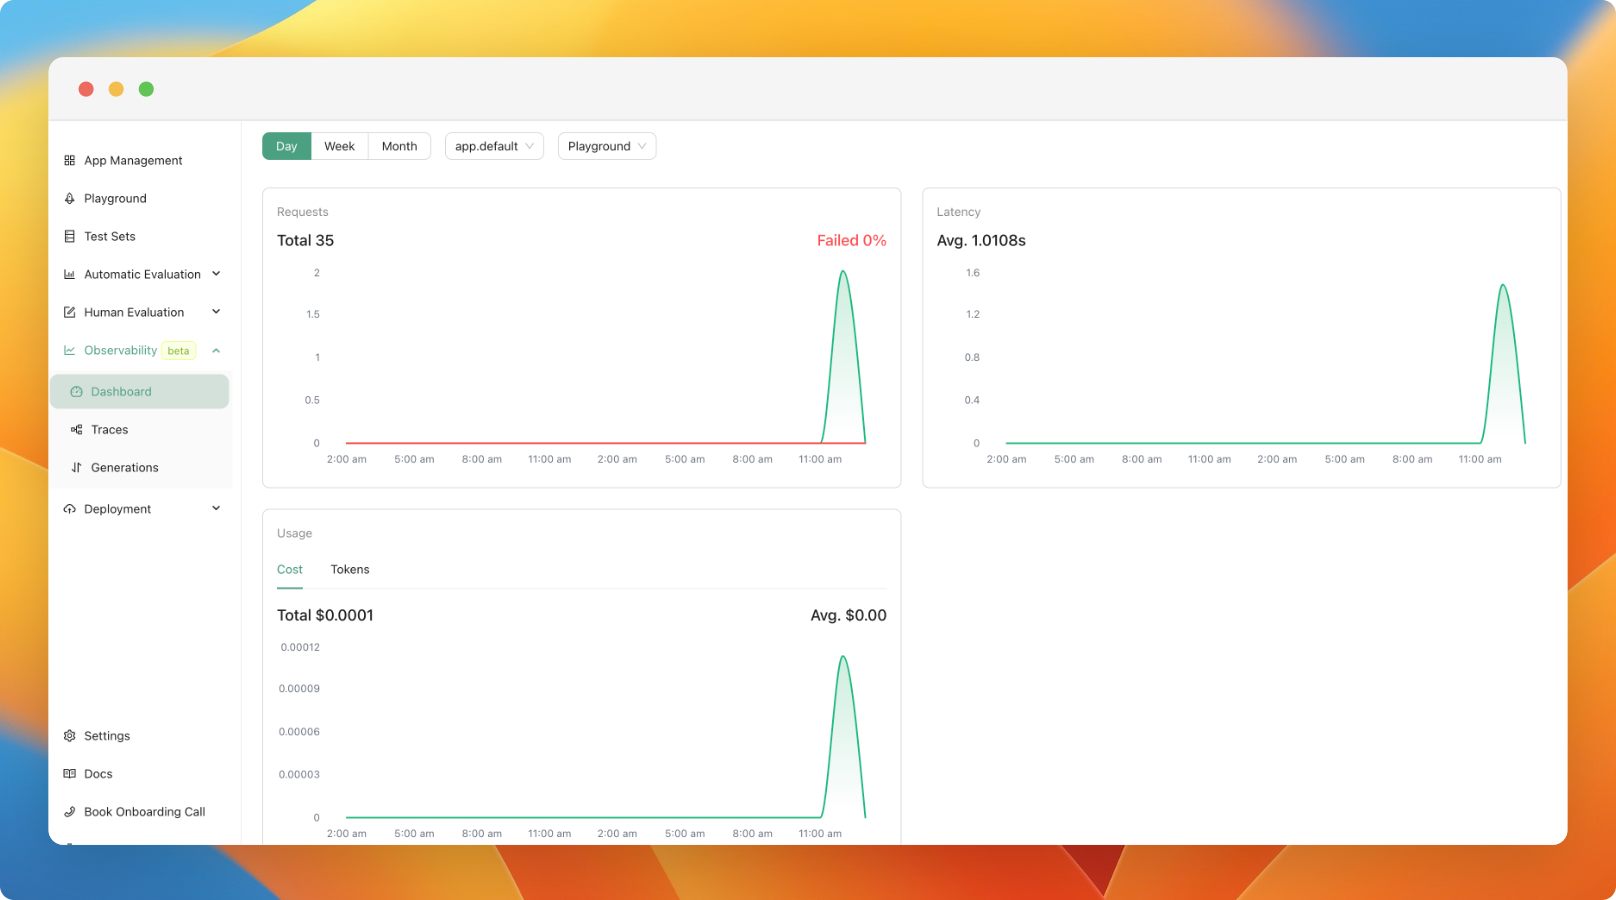 App Management
Playground
Test Sets
Automatic Evaluation
Human Evaluation
Observability beta
Dashboard
Traces
Generations
Deployment
Settings
Docs
Book Onboarding Call
Day Week Month app.default Playground
Requests
Total 35 Failed 0%
2
1.5
1
0.5
0
2:00 am 5:00 am 8:00 am 11:00 am 2:00 am 5:00 am 8:00 am 11:00 am
Latency
Avg. 1.0108s
1.6
1.2
0.8
0.4
0
2:00 am 5:00 am 8:00 am 11:00 am 2:00 am 5:00 am 8:00 am 11:00 am
Usage
Cost Tokens
Total $0.0001 Avg. $0.00
0.00012
0.00009
0.00006
0.00003
0
2:00 am 5:00 am 8:00 am 11:00 am 2:00 am 5:00 am 8:00 am 11:00 am